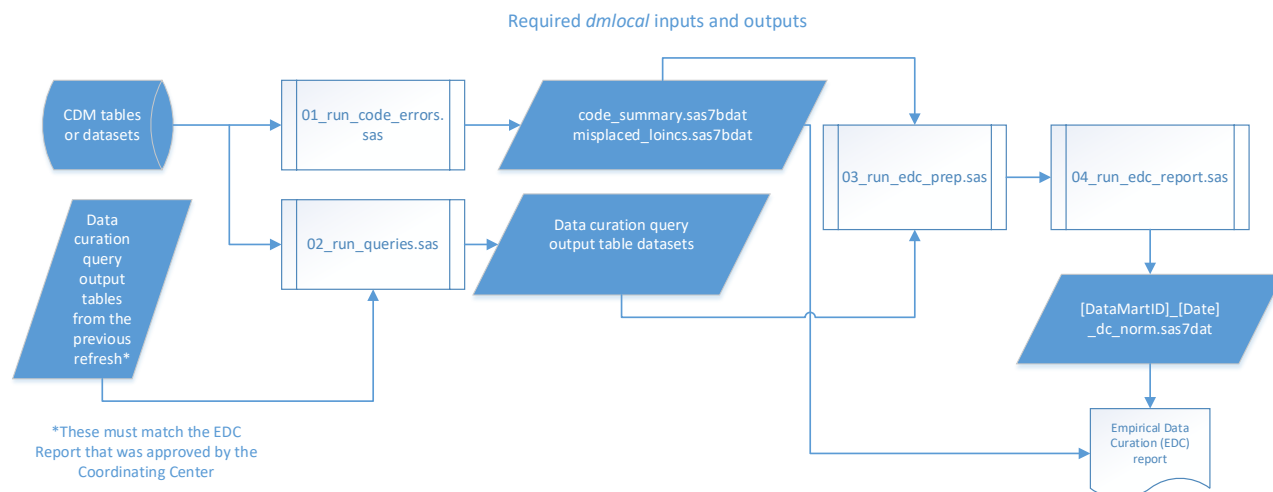 Required dmlocal inputs and outputs
CDM tables
or datasets
01_run_code_errors.
sas
code_summary.sas7bdat
misplaced_loincs.sas7bdat
03_run_edc_prep.sas
04_run_edc_report.sas
Data
curation
query
output
tables
from the
previous
refresh*
02_run_queries.sas
Data curation query
output table datasets
[DataMartID]_[Date]
_dc_norm.sas7dat
*These must match the EDC
Report that was approved by the
Coordinating Center
Empirical Data
Curation (EDC)
report